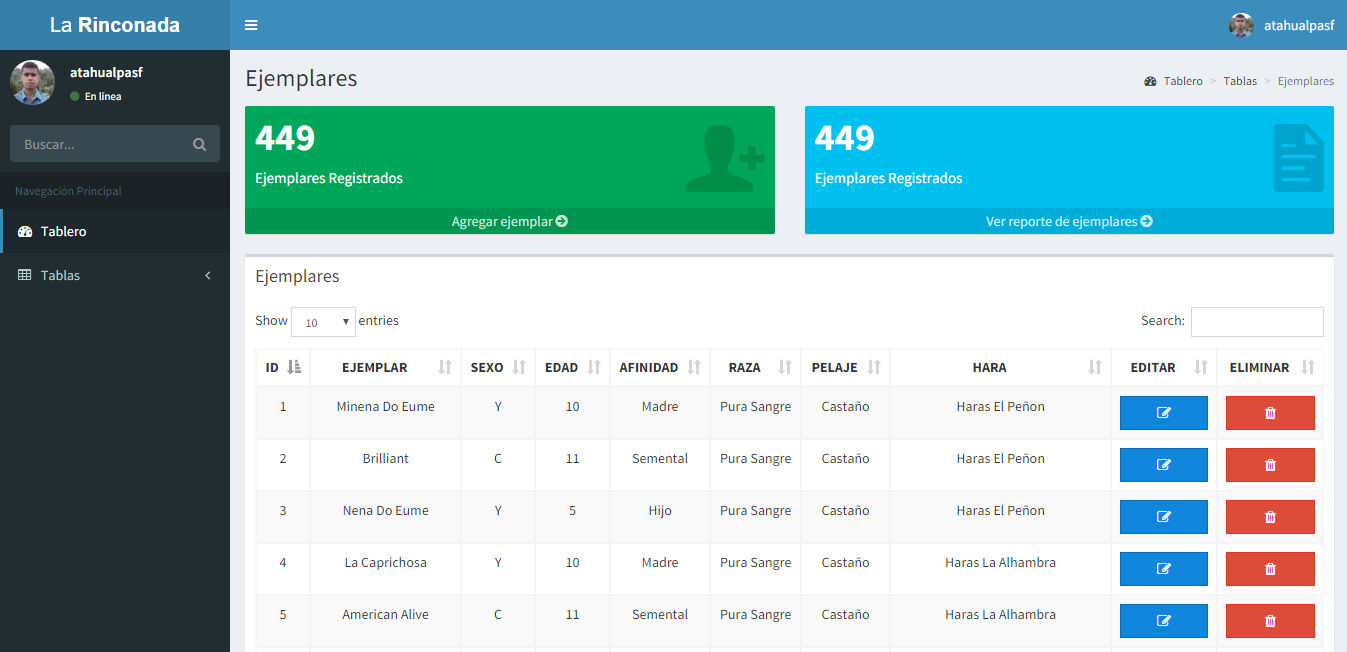 La Rinconada
atahualpasf
atahualpasf
En línea
Buscar...
Navegación Principal
Tablero
Tablas
Ejemplares
Tablero > Tablas > Ejemplares
449
Ejemplares Registrados
Agregar ejemplar
449
Ejemplares Registrados
Ver reporte de ejemplares
Ejemplares
Show 10 entries
Search:
ID EJEMPLAR SEXO EDAD AFINIDAD RAZA PELAJE HARA EDITAR ELIMINAR
1 Minena Do Eume Y 10 Madre Pura Sangre Castaño Haras El Peñon
2 Brilliant C 11 Semental Pura Sangre Castaño Haras El Peñon
3 Nena Do Eume Y 5 Hijo Pura Sangre Castaño Haras El Peñon
4 La Caprichosa Y 10 Madre Pura Sangre Castaño Haras La Alhambra
5 American Alive C 11 Semental Pura Sangre Castaño Haras La Alhambra